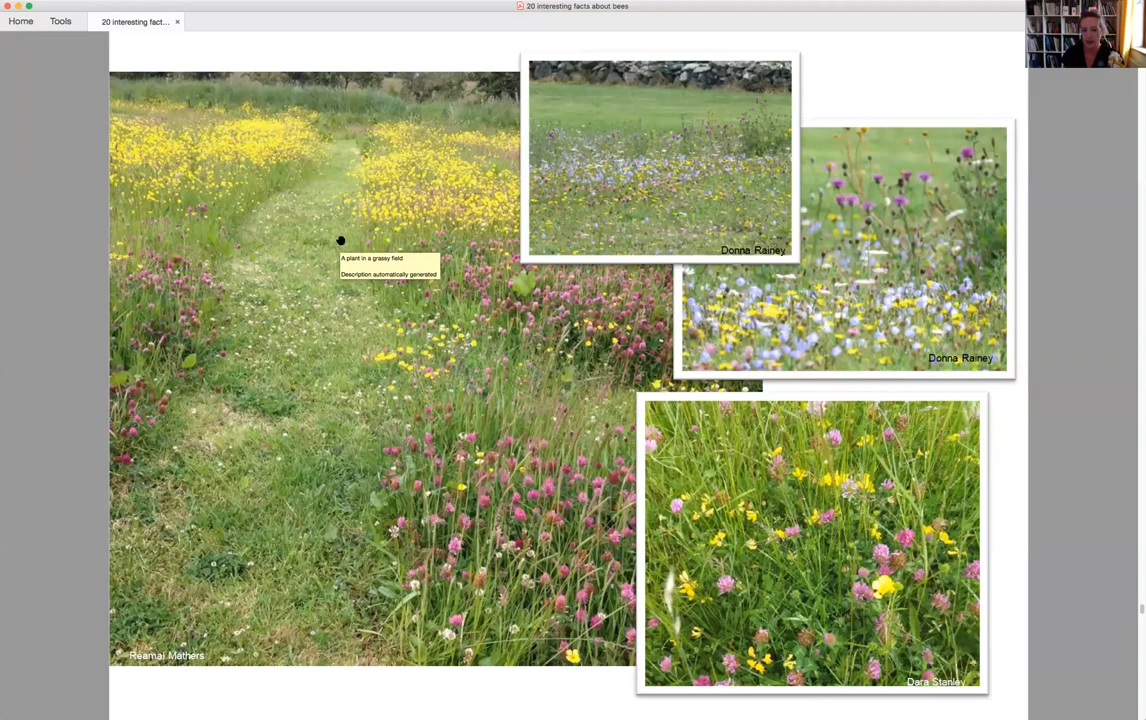 20 interesting facts about bees
Home
Tools
20 interesting fact...
×
A plant in a grassy field
Description automatically generated
Donna Rainey
Donna Rainey
Réamaí Mathers
Dara Stanley